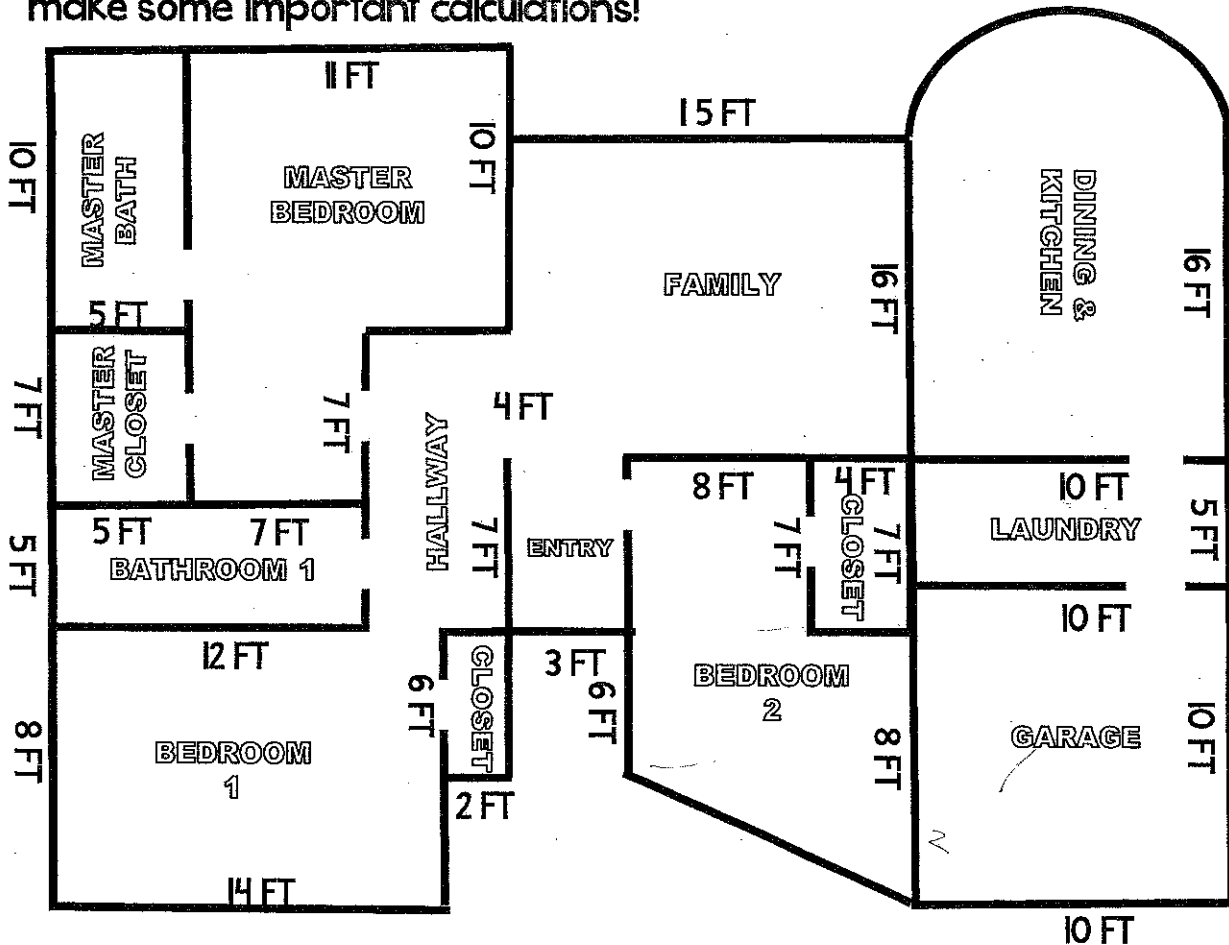 make some important calculations!
11 FT
15 FT
10 FT
MASTER
BATH
MASTER
BEDROOM
10 FT
FAMILY
16 FT
DINING &
KITCHEN
16 FT
5 FT
7 FT
MASTER
CLOSET
7 FT
HALLWAY
4 FT
8 FT
4 FT
10 FT
5 FT
7 FT
BATHROOM 1
5 FT
7 FT
ENTRY
7 FT
CLOSET
7 FT
LAUNDRY
5 FT
12 FT
3 FT
10 FT
8 FT
BEDROOM
1
6 FT
CLOSET
6 FT
BEDROOM
2
8 FT
GARAGE
10 FT
2 FT
14 FT
10 FT